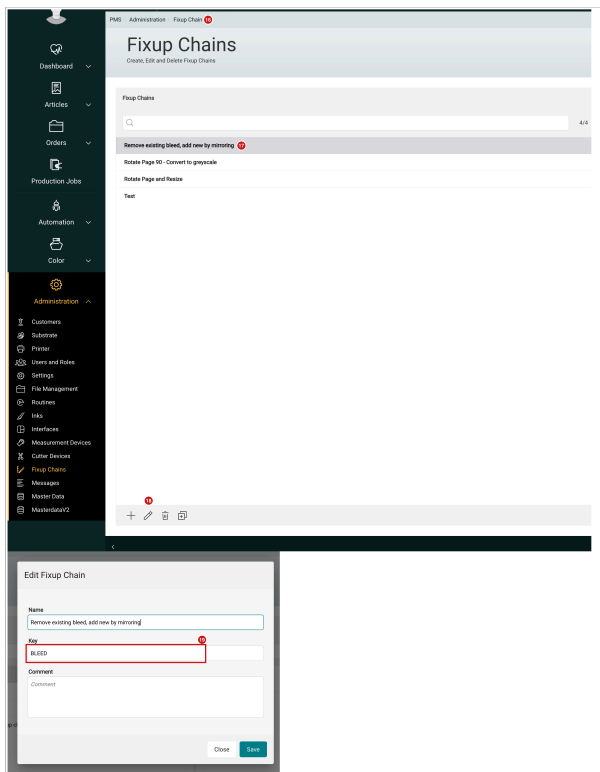 PMS Administration Fixup Chain 16
Fixup Chains
Create, Edit and Delete Fixup Chains
Dashboard
Articles
Orders
Production Jobs
Automation
Color
Administration
Customers
Substrate
Printer
Users and Roles
Settings
File Management
Routines
Inks
Interfaces
Measurement Devices
Cutter Devices
Fixup Chains
Messages
Master Data
MasterdataV2
Fixup Chains
4/4
Remove existing bleed, add new by mirroring 17
Rotate Page 90 - Convert to greyscale
Rotate Page and Resize
Test
18
Edit Fixup Chain
Name
Remove existing bleed, add new by mirroring
Key 19
BLEED
Comment
Comment
Close Save